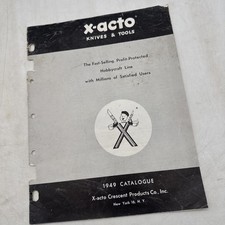 x-acto
KNIVES & TOOLS
The Fast-Selling Profit-Protected
Hobbycraft Line
with Millions of Satisfied Users
1949 CATALOGUE
X-acto Crescent Products Co., Inc.
New York 16, N. Y.